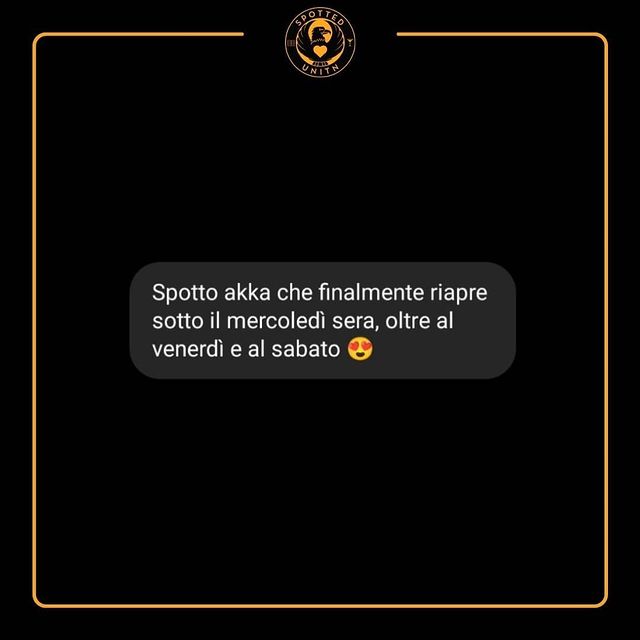 SPOTTED
UNITN
Spotto akka che finalmente riapre
sotto il mercoledì sera, oltre al
venerdì e al sabato 😍